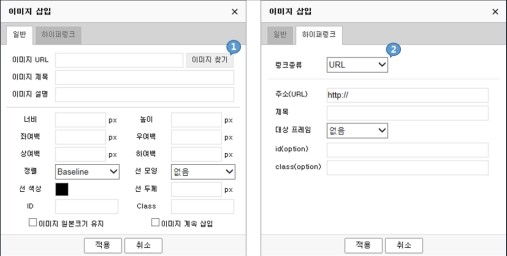 이미지 삽입 ×
일반 하이퍼링크
1
이미지 URL 이미지 찾기
이미지 제목
이미지 설명
너비 px 높이 px
좌여백 px 우여백 px
상여백 px 하여백 px
정렬 Baseline 선 모양 없음
선 색상 선 두께 px
ID Class
이미지 원본크기 유지 이미지 계속 삽입
적용 취소
이미지 삽입 ×
일반 하이퍼링크
2
링크종류 URL
주소(URL) http://
제목
대상 프레임 없음
id(option)
class(option)
적용 취소